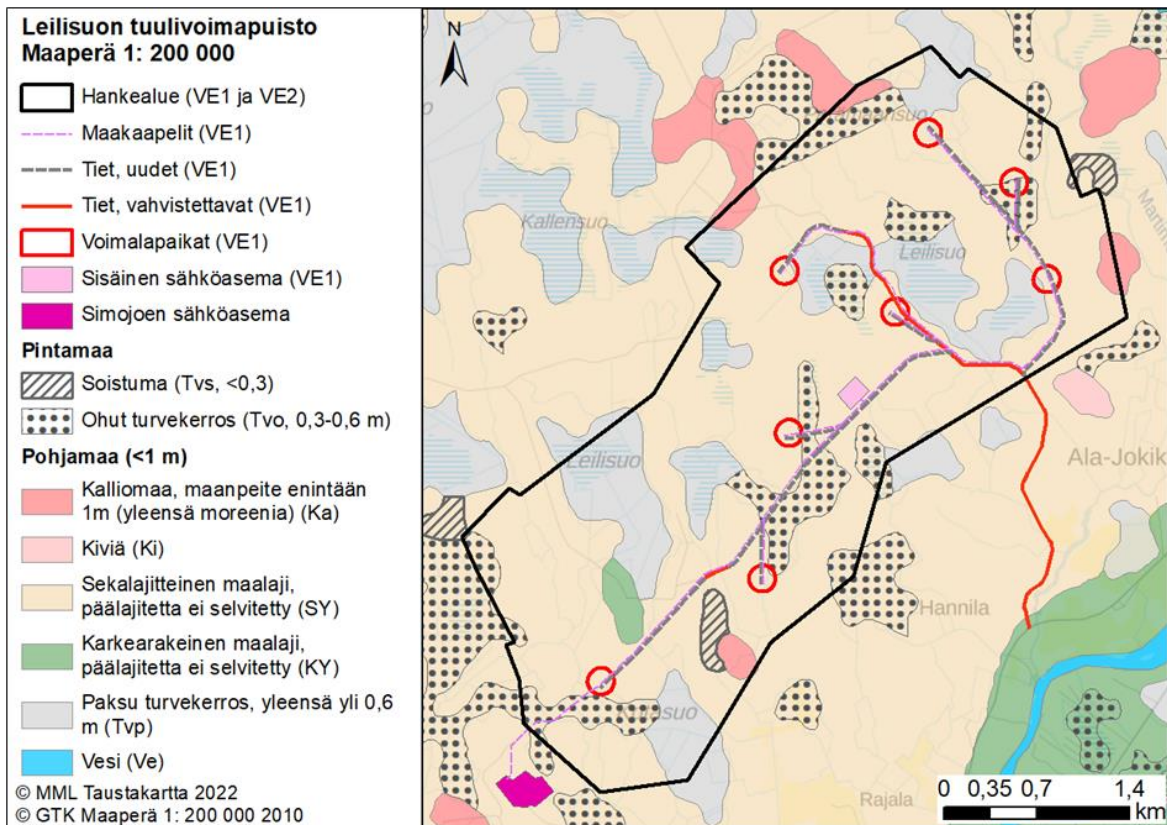 Leilisuon tuulivoimapuisto
Maaperä 1: 200 000
Hankealue (VE1 ja VE2)
Maakaapelit (VE1)
Tiet, uudet (VE1)
Tiet, vahvistettavat (VE1)
Voimalapaikat (VE1)
Sisäinen sähköasema (VE1)
Simojoen sähköasema
Pintamaa
Soistuma (Tvs, <0,3)
Ohut turvekerros (Tvo, 0,3-0,6 m)
Pohjamaa (<1 m)
Kalliomaa, maanpeite enintään
1m (yleensä moreenia) (Ka)
Kiviä (Ki)
Sekalajitteinen maalaji,
päälajitetta ei selvitetty (SY)
Karkearakeinen maalaji,
päälajitetta ei selvitetty (KY)
Paksu turvekerros, yleensä yli 0,6
m (Tvp)
Vesi (Ve)
© MML Taustakartta 2022
© GTK Maaperä 1: 200 000 2010
N
Kallensuo
Leilisuo
Leilisuo
Ala-Jokik
Hannila
Rajala
0 0,35 0,7 1,4
km